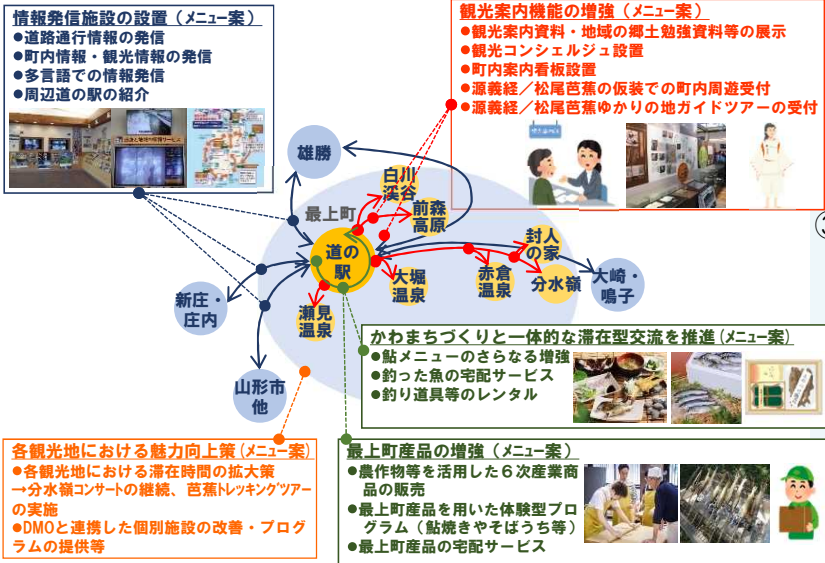 情報発信施設の設置（メニュー案）
●道路通行情報の発信
●町内情報・観光情報の発信
●多言語での情報発信
●周辺道の駅の紹介
観光案内機能の増強（メニュー案）
●観光案内資料・地域の郷土勉強資料等の展示
●観光コンシェルジュ設置
●町内案内看板設置
●源義経／松尾芭蕉の仮装での町内周遊受付
●源義経／松尾芭蕉ゆかりの地ガイドツアーの受付
雄勝
白川
渓谷
最上町
前森
高原
道の
駅
封人
の家
大堀
温泉
赤倉
温泉
分水嶺
大崎・
鳴子
新庄・
庄内
瀬見
温泉
山形市
他
かわまちづくりと一体的な滞在型交流を推進（メニュー案）
●鮎メニューのさらなる増強
●釣った魚の宅配サービス
●釣り道具等のレンタル
各観光地における魅力向上策（メニュー案）
●各観光地における滞在時間の拡大策
→分水嶺コンサートの継続、芭蕉トレッキングツアー
の実施
●DMOと連携した個別施設の改善・プログ
ラムの提供等
最上町産品の増強（メニュー案）
●農作物等を活用した６次産業商
品の販売
●最上町産品を用いた体験型プロ
グラム（鮎焼きやそばうち等）
●最上町産品の宅配サービス